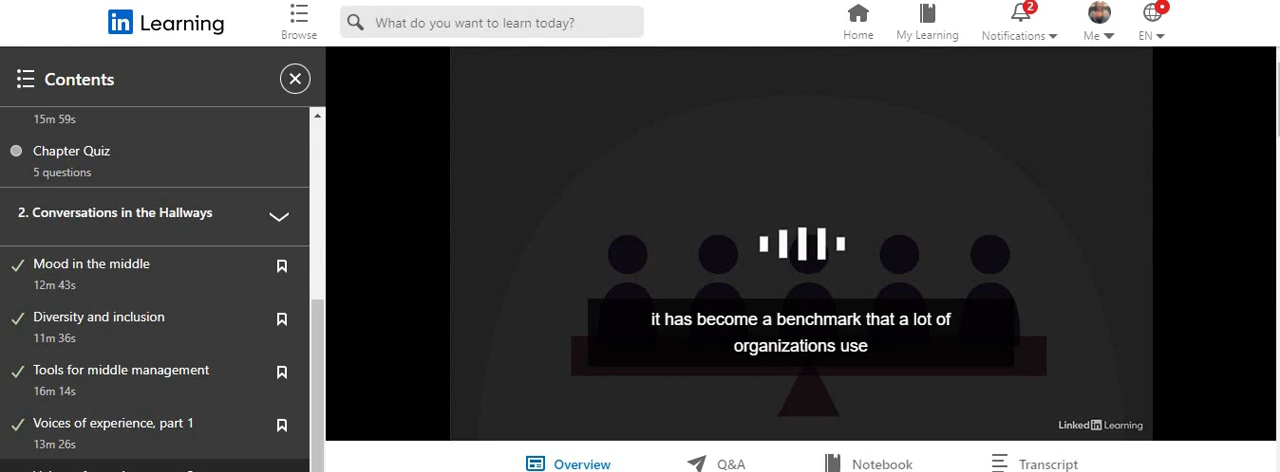 in Learning
Browse
What do you want to learn today?
Home
My Learning
2
Notifications
Me
EN
Contents
15m 59s
Chapter Quiz
5 questions
2. Conversations in the Hallways
Mood in the middle
12m 43s
Diversity and inclusion
11m 36s
Tools for middle management
16m 14s
Voices of experience, part 1
13m 26s
it has become a benchmark that a lot of
organizations use
Linked in Learning
Overview
Q&A
Notebook
Transcript